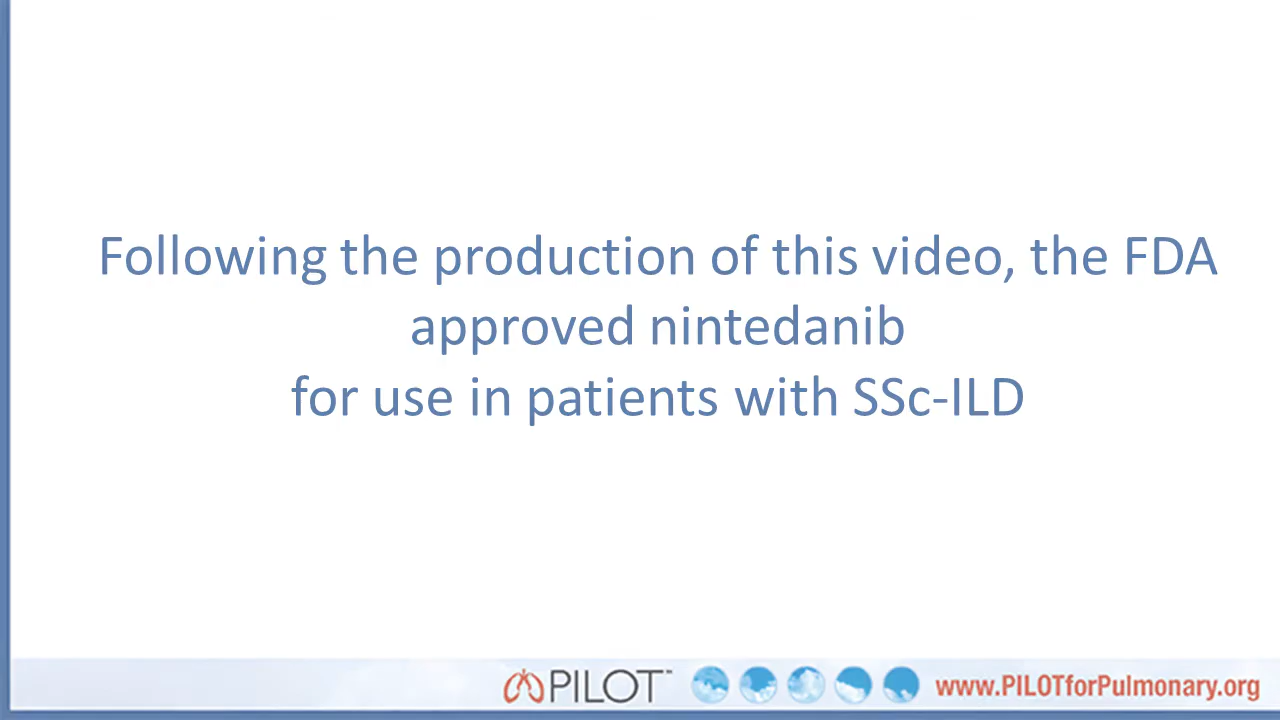 Following the production of this video, the FDA
approved nintedanib
for use in patients with SSc-ILD
PILOT™ www.PILOTforPulmonary.org